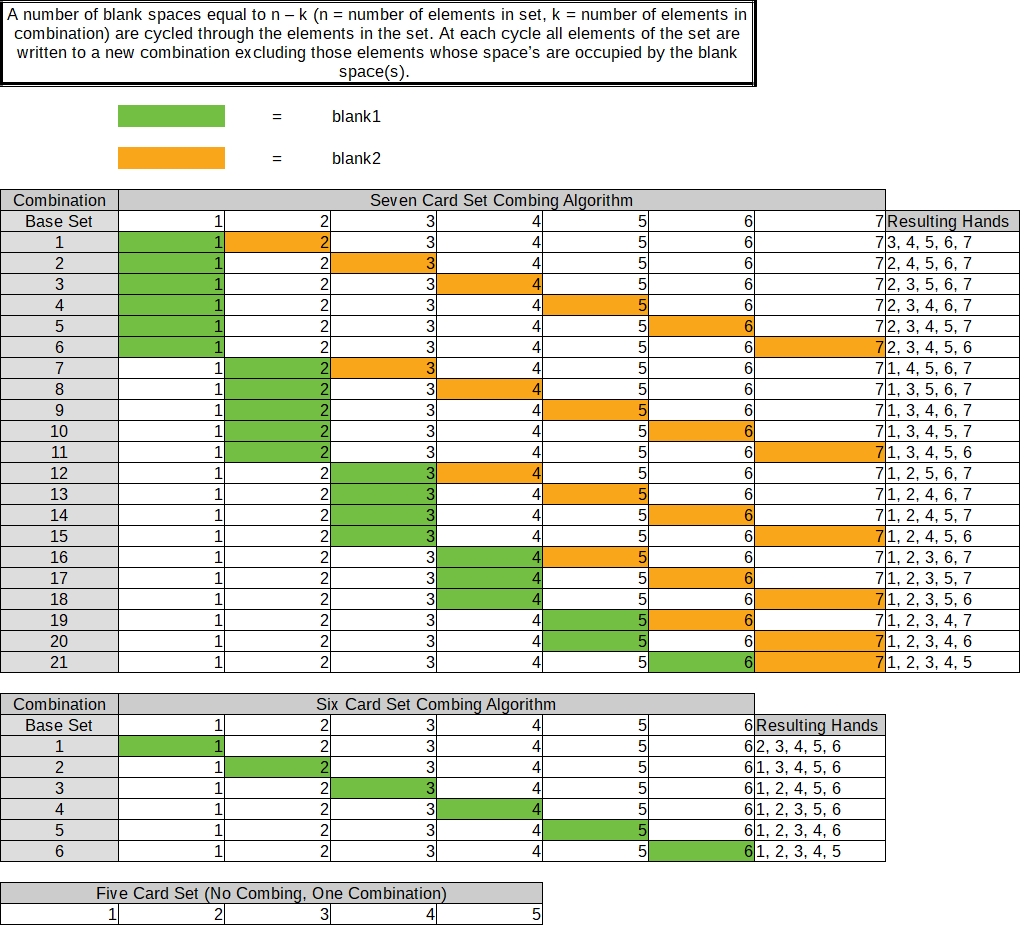 A number of blank spaces equal to n – k (n = number of elements in set, k = number of elements in
combination) are cycled through the elements in the set. At each cycle all elements of the set are
written to a new combination excluding those elements whose space’s are occupied by the blank
space(s).
= blank1
= blank2
Combination Seven Card Set Combing Algorithm
Base Set 1 2 3 4 5 6 7 Resulting Hands
1 1 2 3 4 5 6 7 3, 4, 5, 6, 7
2 1 2 3 4 5 6 7 2, 4, 5, 6, 7
3 1 2 3 4 5 6 7 2, 3, 5, 6, 7
4 1 2 3 4 5 6 7 2, 3, 4, 6, 7
5 1 2 3 4 5 6 7 2, 3, 4, 5, 7
6 1 2 3 4 5 6 7 2, 3, 4, 5, 6
7 1 2 3 4 5 6 7 1, 4, 5, 6, 7
8 1 2 3 4 5 6 7 1, 3, 5, 6, 7
9 1 2 3 4 5 6 7 1, 3, 4, 6, 7
10 1 2 3 4 5 6 7 1, 3, 4, 5, 7
11 1 2 3 4 5 6 7 1, 3, 4, 5, 6
12 1 2 3 4 5 6 7 1, 2, 5, 6, 7
13 1 2 3 4 5 6 7 1, 2, 4, 6, 7
14 1 2 3 4 5 6 7 1, 2, 4, 5, 7
15 1 2 3 4 5 6 7 1, 2, 4, 5, 6
16 1 2 3 4 5 6 7 1, 2, 3, 6, 7
17 1 2 3 4 5 6 7 1, 2, 3, 5, 7
18 1 2 3 4 5 6 7 1, 2, 3, 5, 6
19 1 2 3 4 5 6 7 1, 2, 3, 4, 7
20 1 2 3 4 5 6 7 1, 2, 3, 4, 6
21 1 2 3 4 5 6 7 1, 2, 3, 4, 5
Combination Six Card Set Combing Algorithm
Base Set 1 2 3 4 5 6 Resulting Hands
1 1 2 3 4 5 6 2, 3, 4, 5, 6
2 1 2 3 4 5 6 1, 3, 4, 5, 6
3 1 2 3 4 5 6 1, 2, 4, 5, 6
4 1 2 3 4 5 6 1, 2, 3, 5, 6
5 1 2 3 4 5 6 1, 2, 3, 4, 6
6 1 2 3 4 5 6 1, 2, 3, 4, 5
Five Card Set (No Combing, One Combination)
1 2 3 4 5